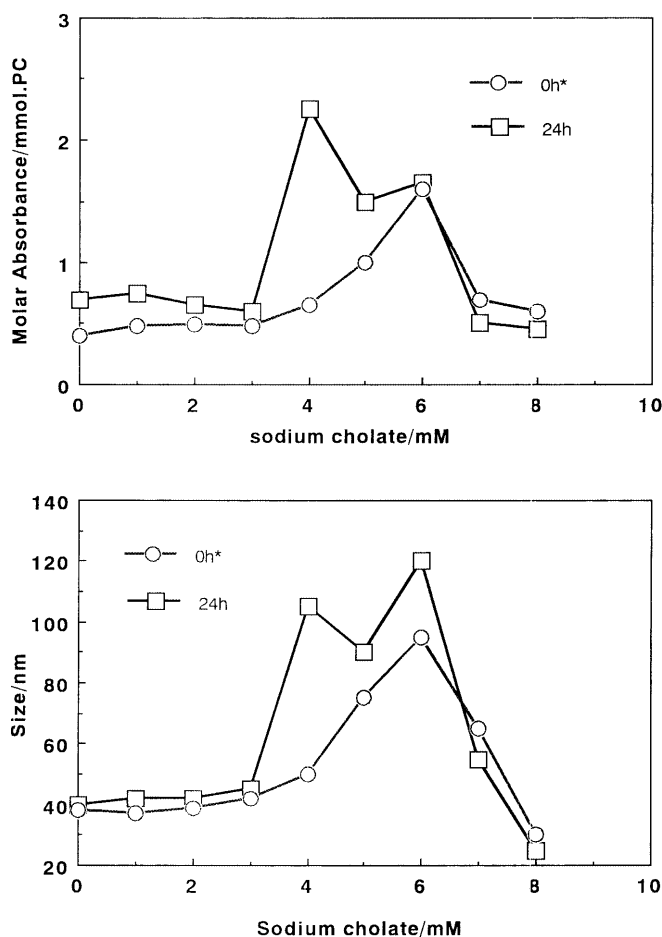 3
2
1
0
Molar Absorbance/mmol.PC
0h*
24h
0 2 4 6 8 10
sodium cholate/mM
140
120
100
80
60
40
20
Size/nm
0h*
24h
0 2 4 6 8 10
Sodium cholate/mM